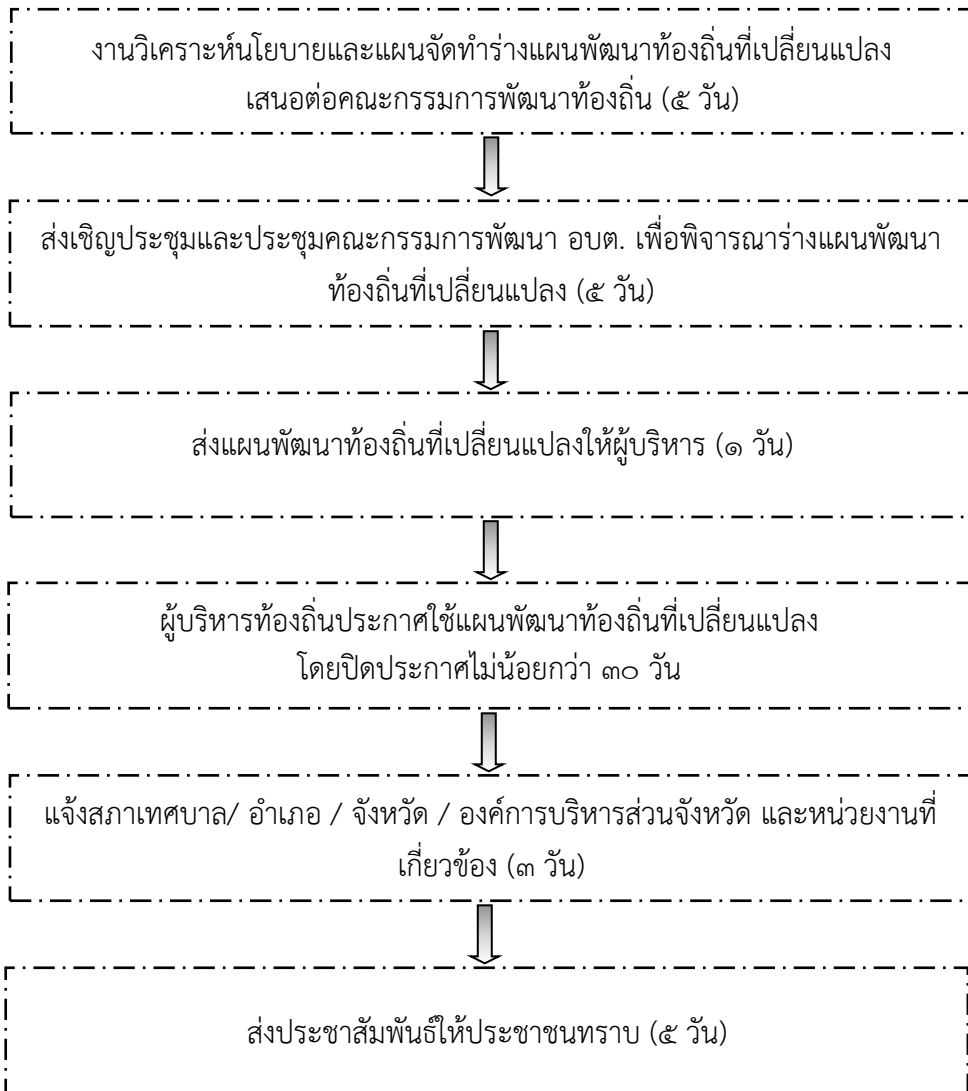 งานวิเคราะห์นโยบายและแผนจัดทำร่างแผนพัฒนาท้องถิ่นที่เปลี่ยนแปลง
เสนอต่อคณะกรรมการพัฒนาท้องถิ่น (๕ วัน)
ส่งเชิญประชุมและประชุมคณะกรรมการพัฒนา อบต. เพื่อพิจารณาร่างแผนพัฒนา
ท้องถิ่นที่เปลี่ยนแปลง (๕ วัน)
ส่งแผนพัฒนาท้องถิ่นที่เปลี่ยนแปลงให้ผู้บริหาร (๑ วัน)
ผู้บริหารท้องถิ่นประกาศใช้แผนพัฒนาท้องถิ่นที่เปลี่ยนแปลง
โดยปิดประกาศไม่น้อยกว่า ๓๐ วัน
แจ้งสภาเทศบาล/ อำเภอ / จังหวัด / องค์การบริหารส่วนจังหวัด และหน่วยงานที่
เกี่ยวข้อง (๓ วัน)
ส่งประชาสัมพันธ์ให้ประชาชนทราบ (๕ วัน)